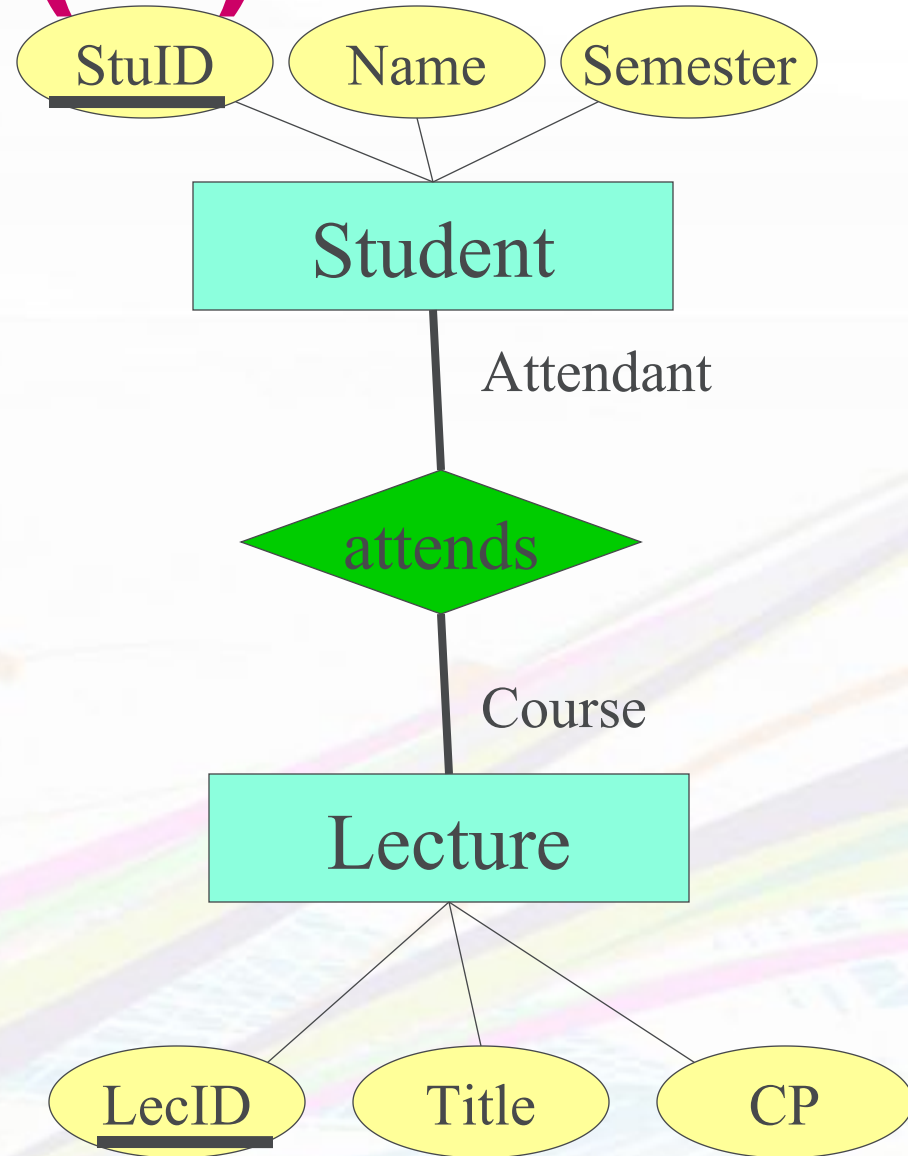 StuID
Name
Semester
Student
Attendant
attends
Course
Lecture
LecID
Title
CP